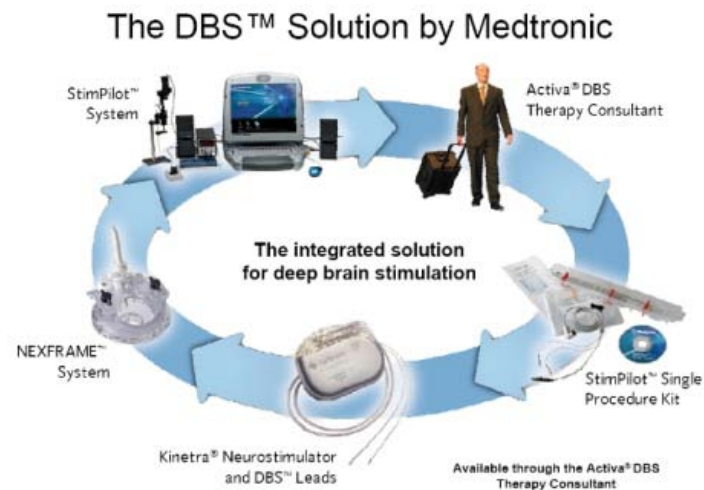 The DBS™ Solution by Medtronic
StimPilot™
System
Activa® DBS
Therapy Consultant
The integrated solution
for deep brain stimulation
NEXFRAME™
System
StimPilot™ Single
Procedure Kit
Kinetra® Neurostimulator
and DBS™ Leads
Available through the Activa® DBS
Therapy Consultant